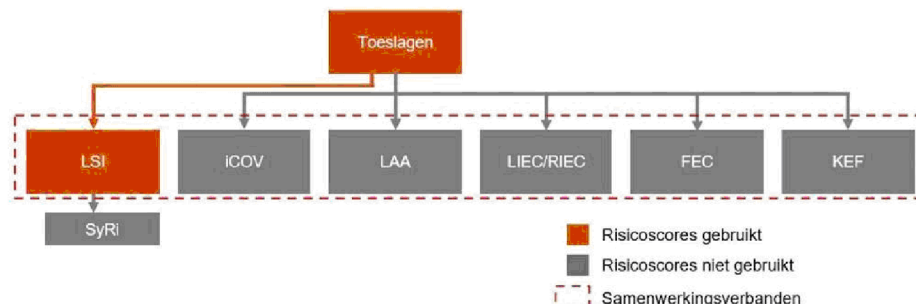 Toeslagen
LSI
iCOV
LAA
LIEC/RIEC
FEC
KEF
SyRi
Risicoscores gebruikt
Risicoscores niet gebruikt
Samenwerkingsverbanden